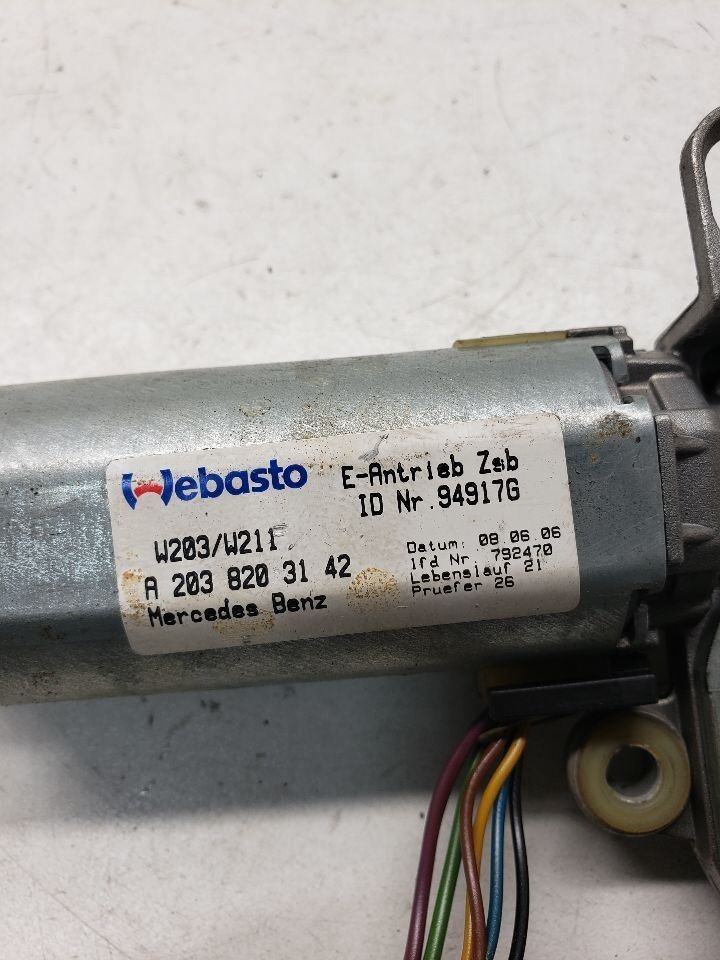 Webasto
E-Antrieb Zsb
ID Nr.94917G
W203/W211
A 203 820 31 42
Mercedes Benz
Datum: 08.06.06
lfd Nr. 792470
Lebenslauf 21
Pruefer 26